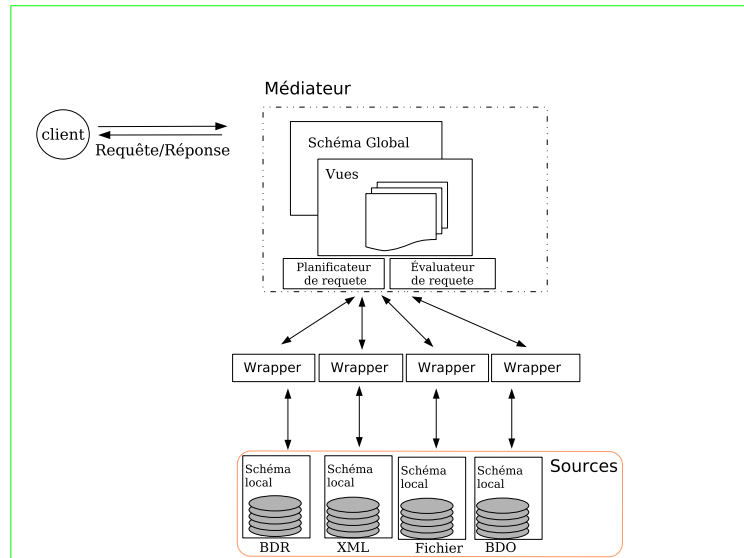 Médiateur
client
Requête/Réponse
Schéma Global
Vues
Planificateur
de requete
Évaluateur
de requete
Wrapper
Wrapper
Wrapper
Wrapper
Sources
Schéma
local
Schéma
local
Schéma
local
Schéma
local
BDR
XML
Fichier
BDO